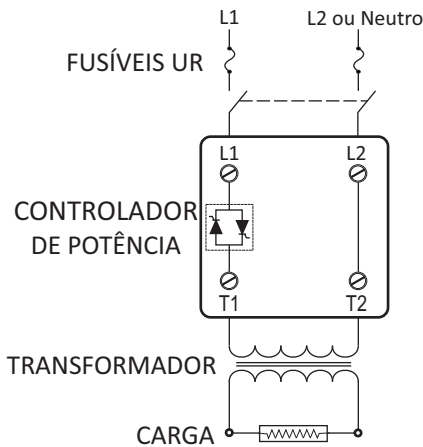 L1
L2 ou Neutro
FUSÍVEIS UR
L1
L2
CONTROLADOR
DE POTÊNCIA
T1
T2
TRANSFORMADOR
CARGA